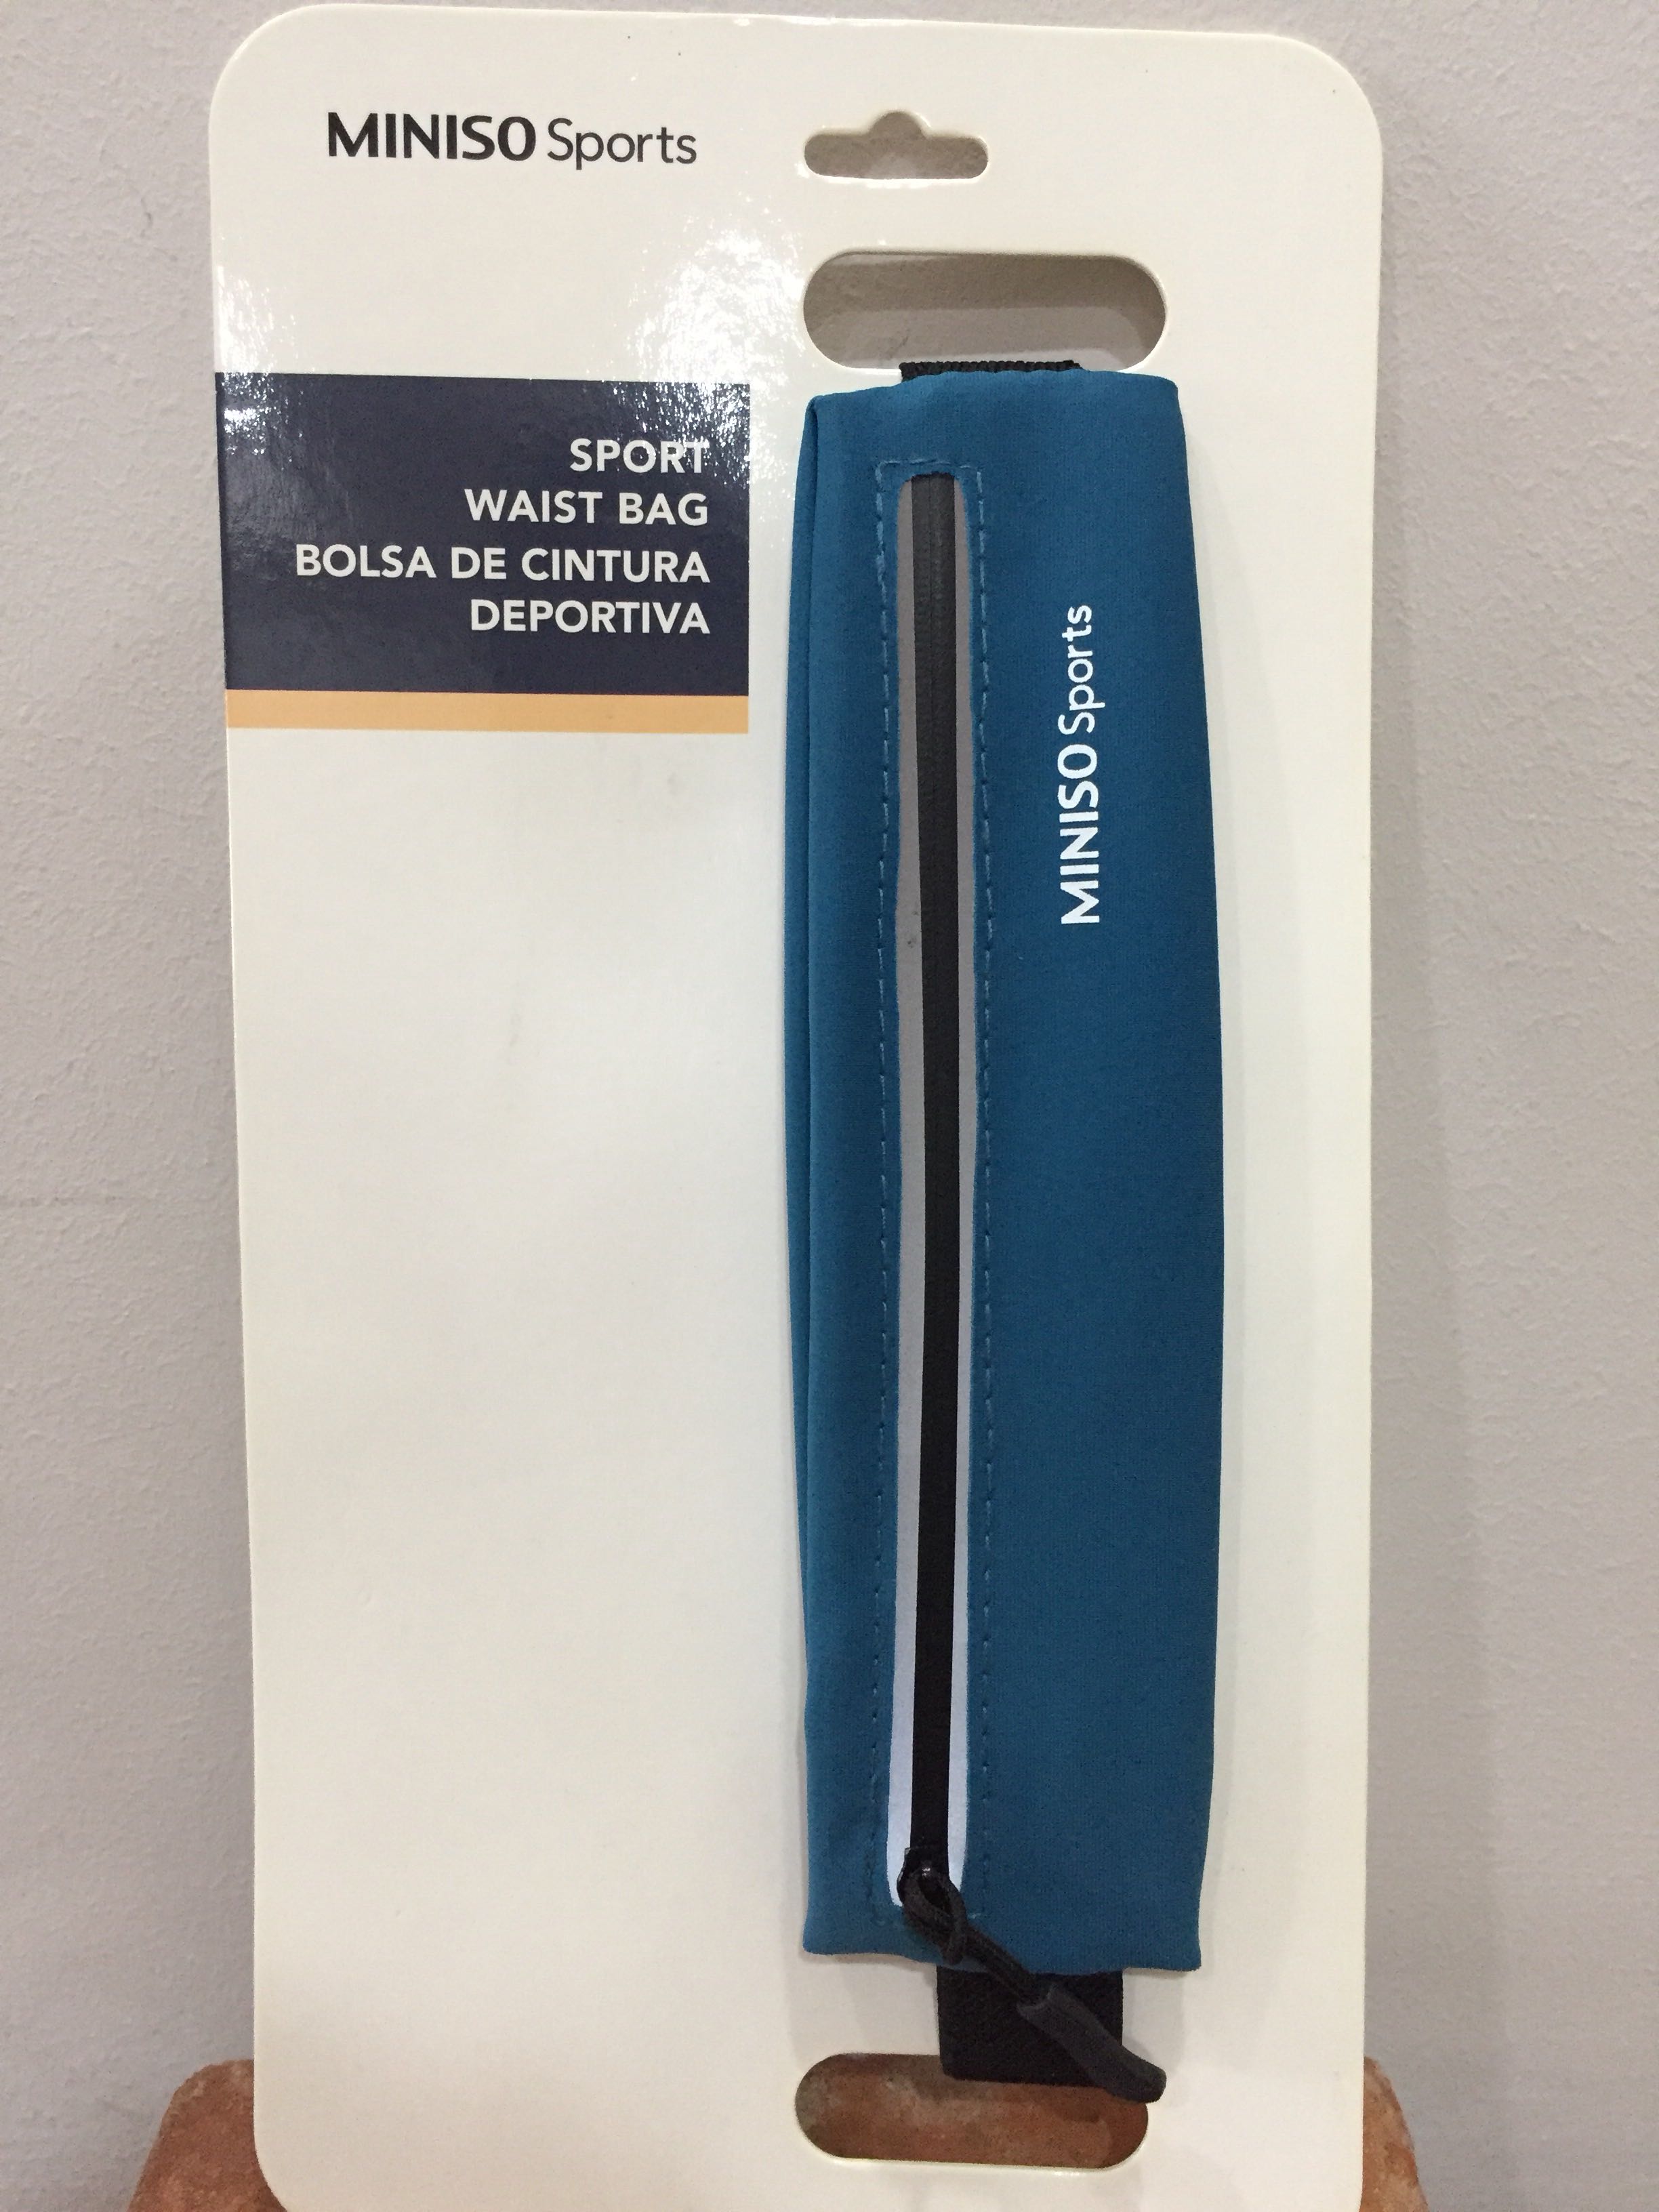 MINISO Sports
SPORT
WAIST BAG
BOLSA DE CINTURA
DEPORTIVA
MINISO Sports